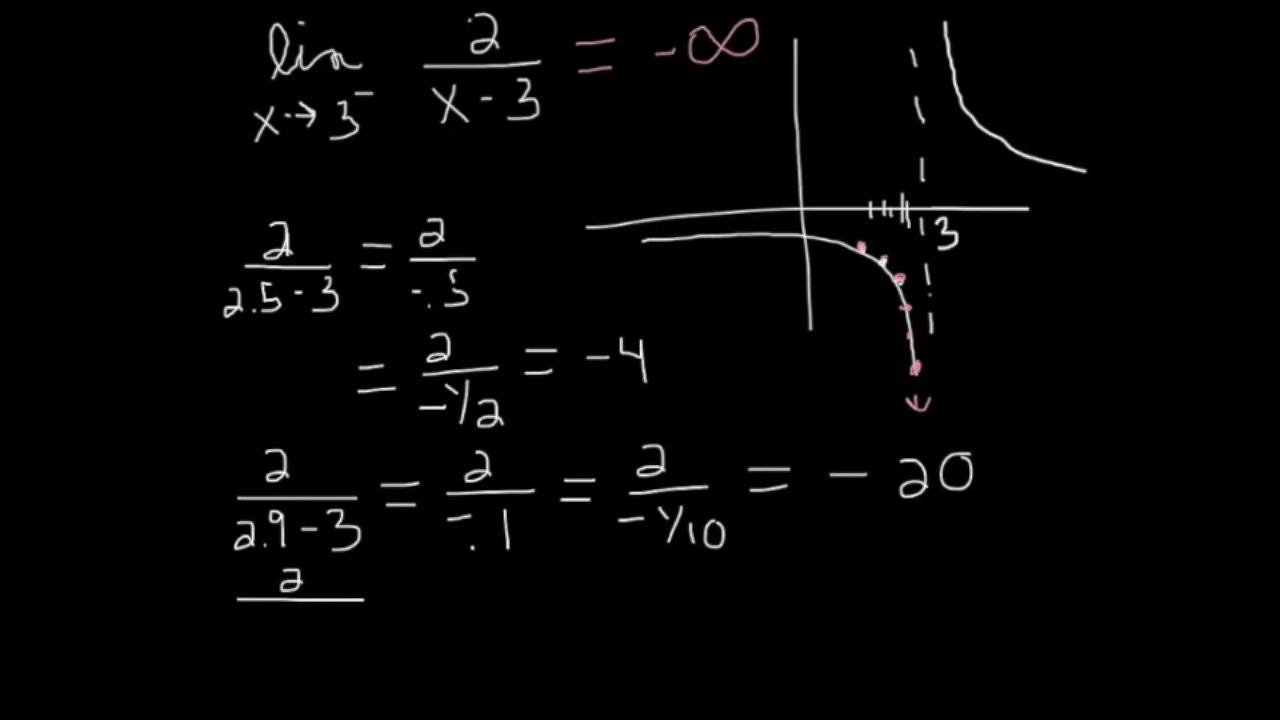 lim 2/(x-3) = -∞
x→3⁻
3
2/(2.5-3) = 2/(-.5)
= 2/(-1/2) = -4
2/(2.9-3) = 2/(-.1) = 2/(-1/10) = -20
2